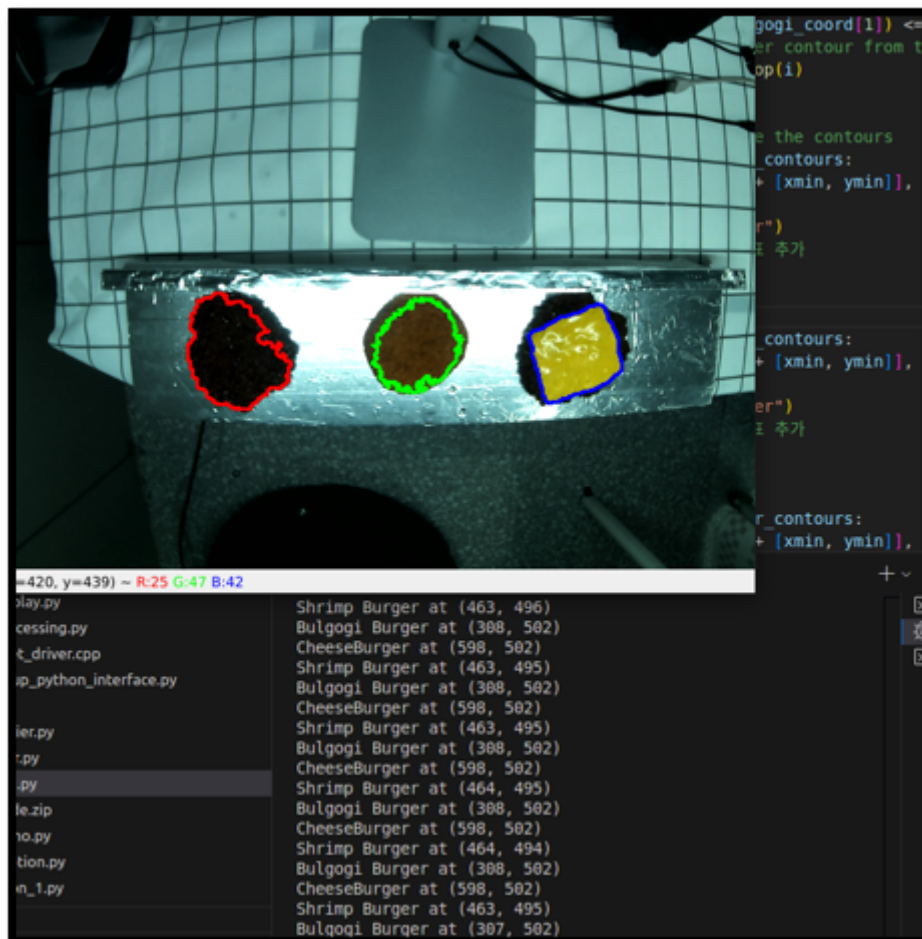 gogi_coord[1]) <=
er contour from t
op(i)
e the contours
_contours:
+ [xmin, ymin]],
r")
추가
_contours:
+ [xmin, ymin]],
er")
추가
r_contours:
+ [xmin, ymin]],
=420, y=439) ~ R:25 G:47 B:42
play.py
cessing.py
t_driver.cpp
up_python_interface.py
ier.py
r.py
.py
le.zip
no.py
tion.py
on_1.py
Shrimp Burger at (463, 496)
Bulgogi Burger at (308, 502)
CheeseBurger at (598, 502)
Shrimp Burger at (463, 495)
Bulgogi Burger at (308, 502)
CheeseBurger at (598, 502)
Shrimp Burger at (463, 495)
Bulgogi Burger at (308, 502)
CheeseBurger at (598, 502)
Shrimp Burger at (464, 495)
Bulgogi Burger at (308, 502)
CheeseBurger at (598, 502)
Shrimp Burger at (464, 494)
Bulgogi Burger at (308, 502)
CheeseBurger at (598, 502)
Shrimp Burger at (463, 495)
Bulgogi Burger at (307, 502)